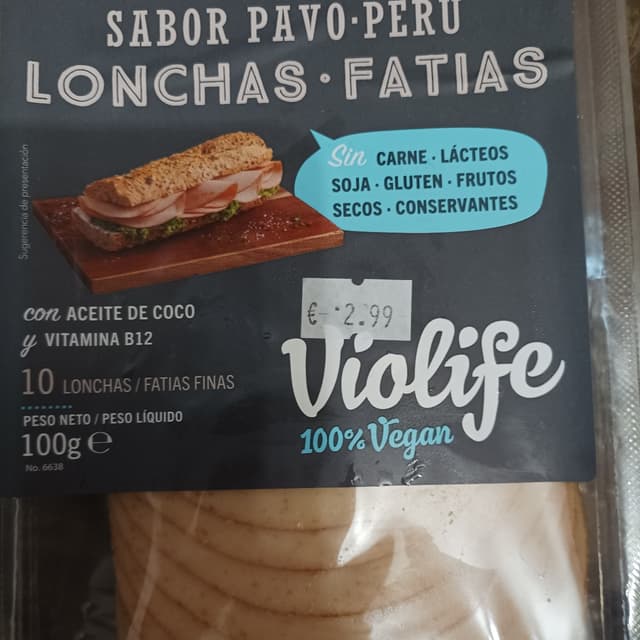 SABOR PAVO·PERU
LONCHAS·FATIAS
Sin CARNE · LÁCTEOS
SOJA · GLUTEN · FRUTOS
SECOS · CONSERVANTES
Sugerencia de presentación
con ACEITE DE COCO
y VITAMINA B12
€ 2.99
10 LONCHAS / FATIAS FINAS
Violife
100% Vegan
PESO NETO / PESO LÍQUIDO
100g ℮
No. 6638